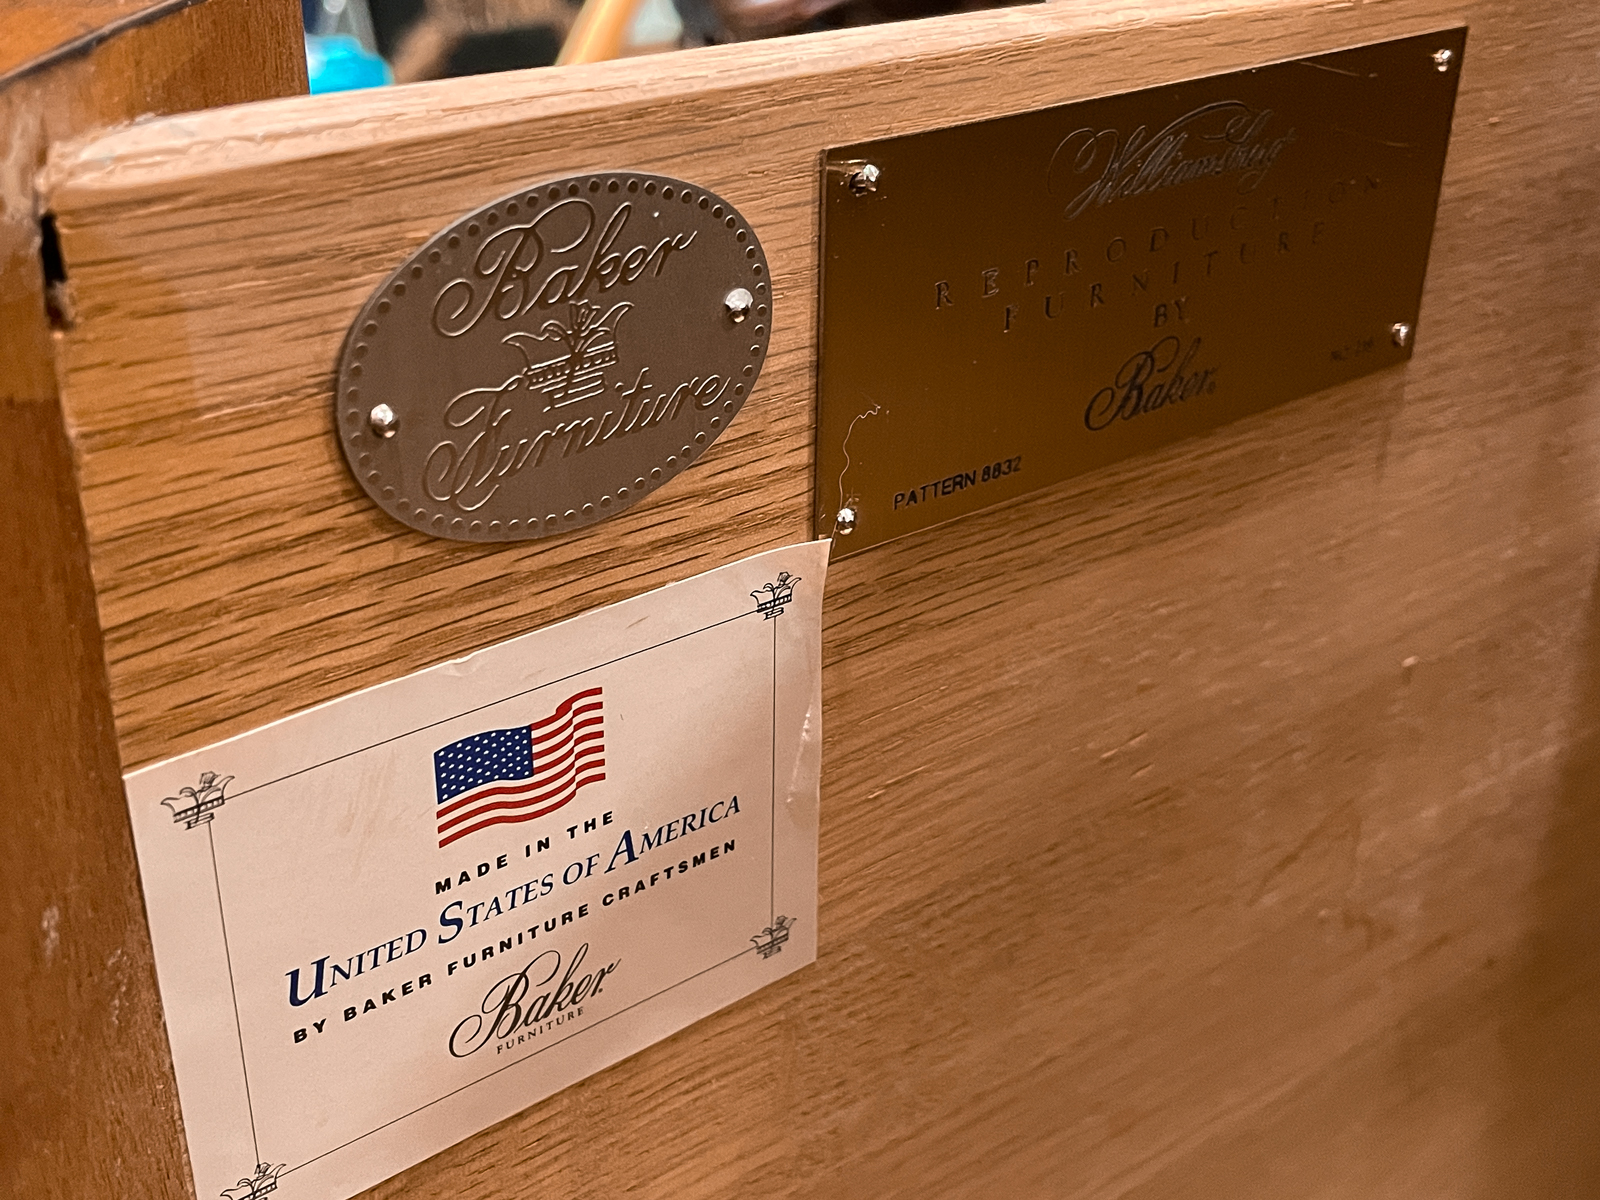 Baker
Furniture
Williamsburg
REPRODUCTION
FURNITURE
BY
Baker
PATTERN 8832
MADE IN THE
UNITED STATES OF AMERICA
BY BAKER FURNITURE CRAFTSMEN
Baker
FURNITURE